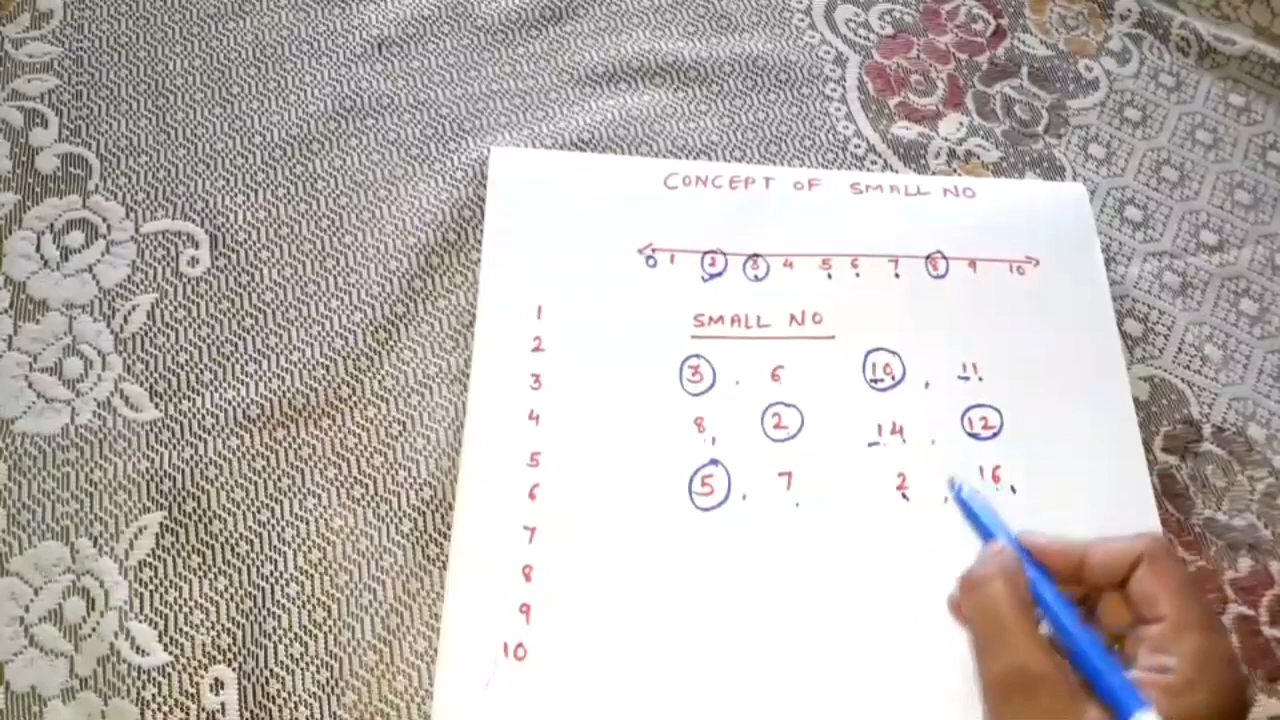 CONCEPT OF SMALL NO
0 1 2 3 4 5 6 7 8 9 10
SMALL NO
1
2
3
4
5
6
7
8
9
10
3 , 6 10 , 11
8 , 2 14 , 12
5 , 7 2 , 16